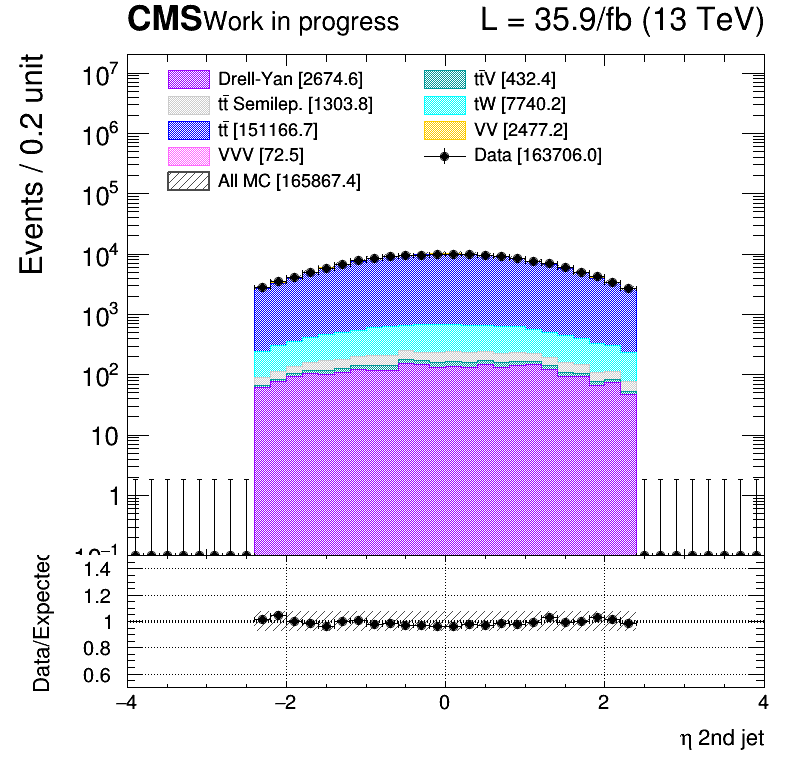 CMS Work in progress L = 35.9/fb (13 TeV)
Events / 0.2 unit
10⁷
10⁶
10⁵
10⁴
10³
10²
10
1
10⁻¹
Drell-Yan [2674.6]
tt̄ Semilep. [1303.8]
tt̄ [151166.7]
VVV [72.5]
All MC [165867.4]
tt̄V [432.4]
tW [7740.2]
VV [2477.2]
Data [163706.0]
Data/Expected
1.4
1.2
1
0.8
0.6
−4 −2 0 2 4
η 2nd jet